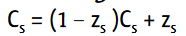 Cₛ = (1 – zₛ )Cₛ + zₛ